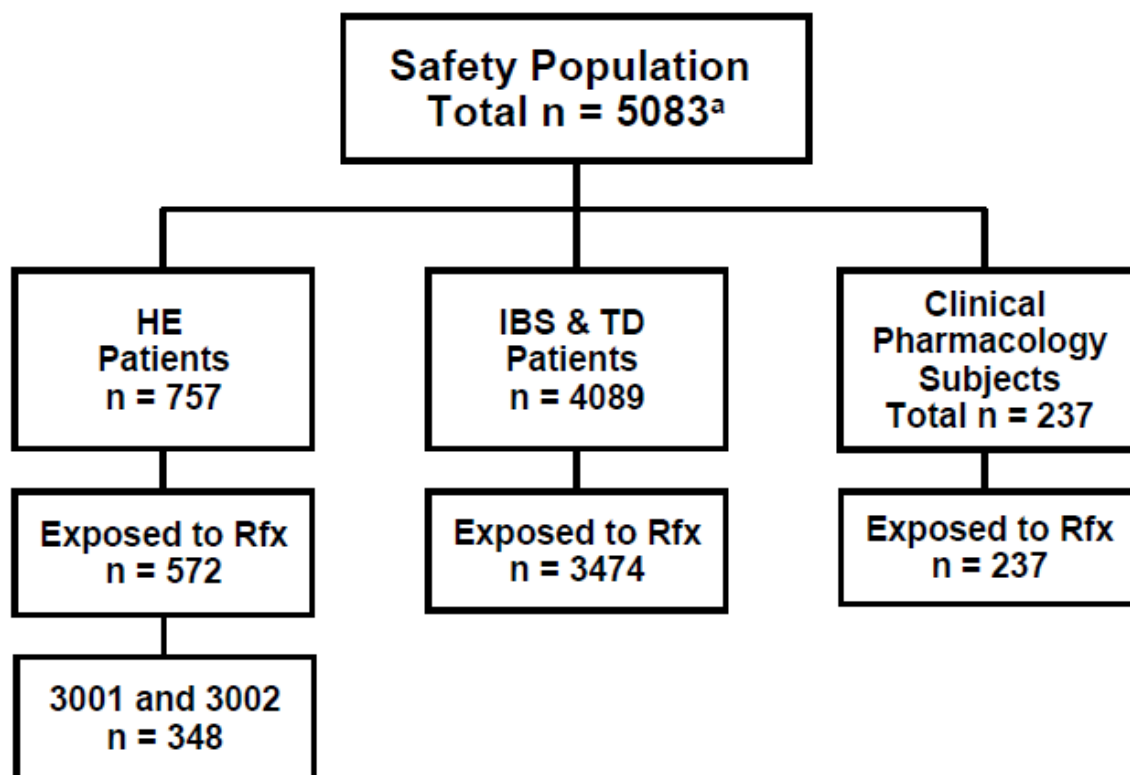 Safety Population
Total n = 5083ª
HE
Patients
n = 757
IBS & TD
Patients
n = 4089
Clinical
Pharmacology
Subjects
Total n = 237
Exposed to Rfx
n = 572
Exposed to Rfx
n = 3474
Exposed to Rfx
n = 237
3001 and 3002
n = 348